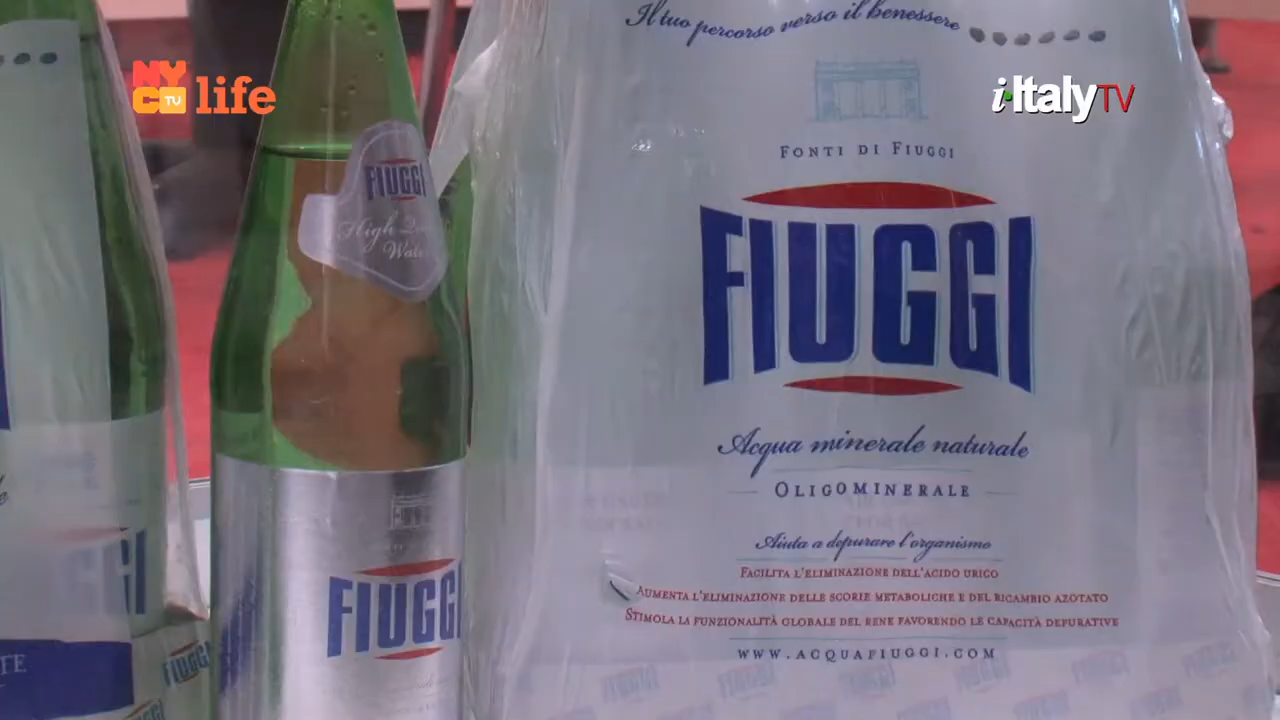 Il tuo percorso verso il benessere
NYC TV life
i-Italy TV
FONTI DI FIUGGI
FIUGGI
Acqua minerale naturale
OLIGOMINERALE
Aiuta a depurare l'organismo
FACILITA L'ELIMINAZIONE DELL'ACIDO URICO
AUMENTA L'ELIMINAZIONE DELLE SCORIE METABOLICHE E DEL RICAMBIO AZOTATO
STIMOLA LA FUNZIONALITÀ GLOBALE DEL RENE FAVORENDO LE CAPACITÀ DEPURATIVE
WWW.ACQUAFIUGGI.COM
FIUGGI
High
Water
FIUGGI
FIUGGI